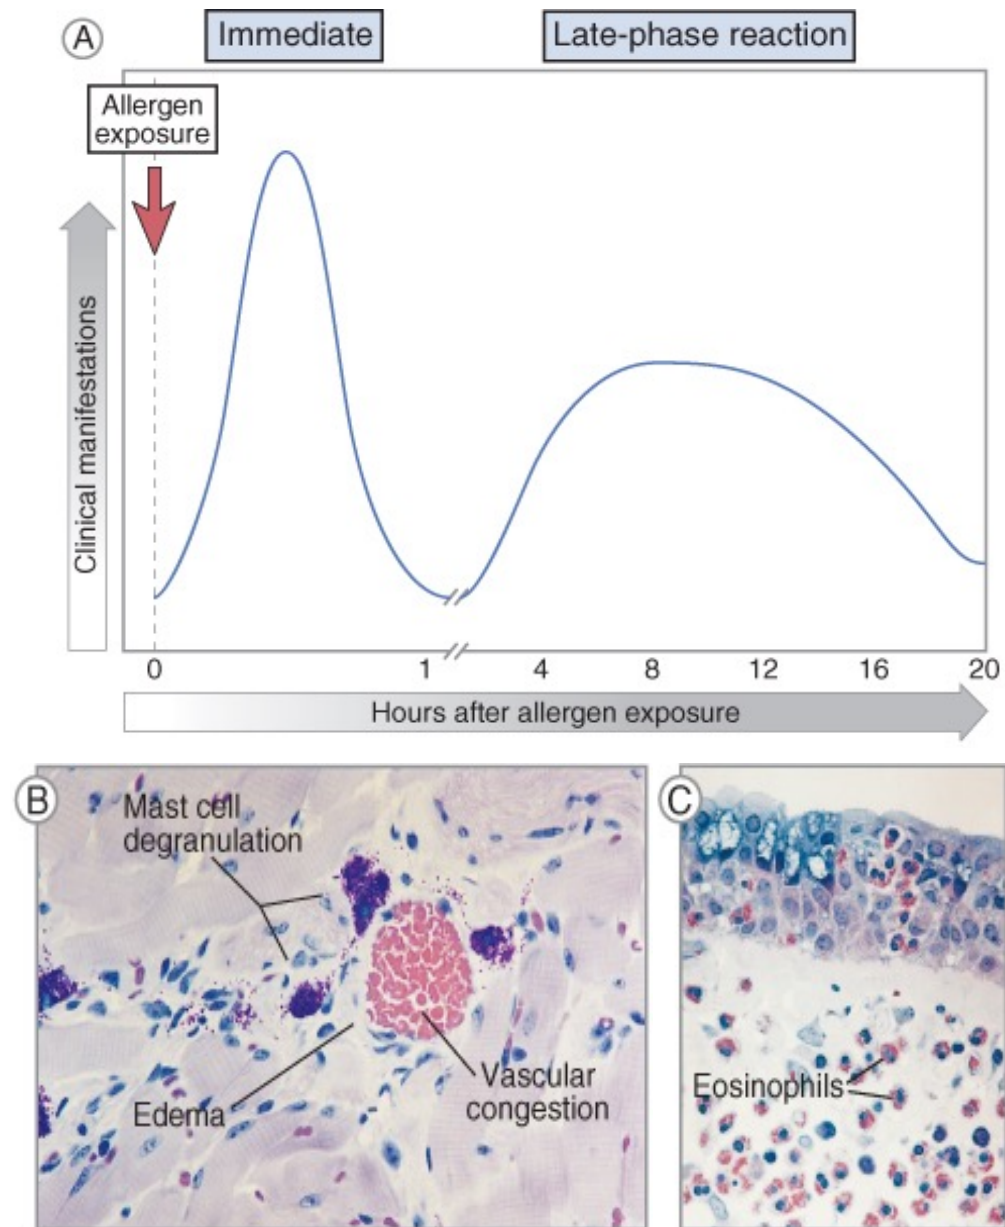 A
Immediate
Late-phase reaction
Allergen
exposure
Clinical manifestations
0 1 4 8 12 16 20
Hours after allergen exposure
B
Mast cell
degranulation
Edema
Vascular
congestion
C
Eosinophils